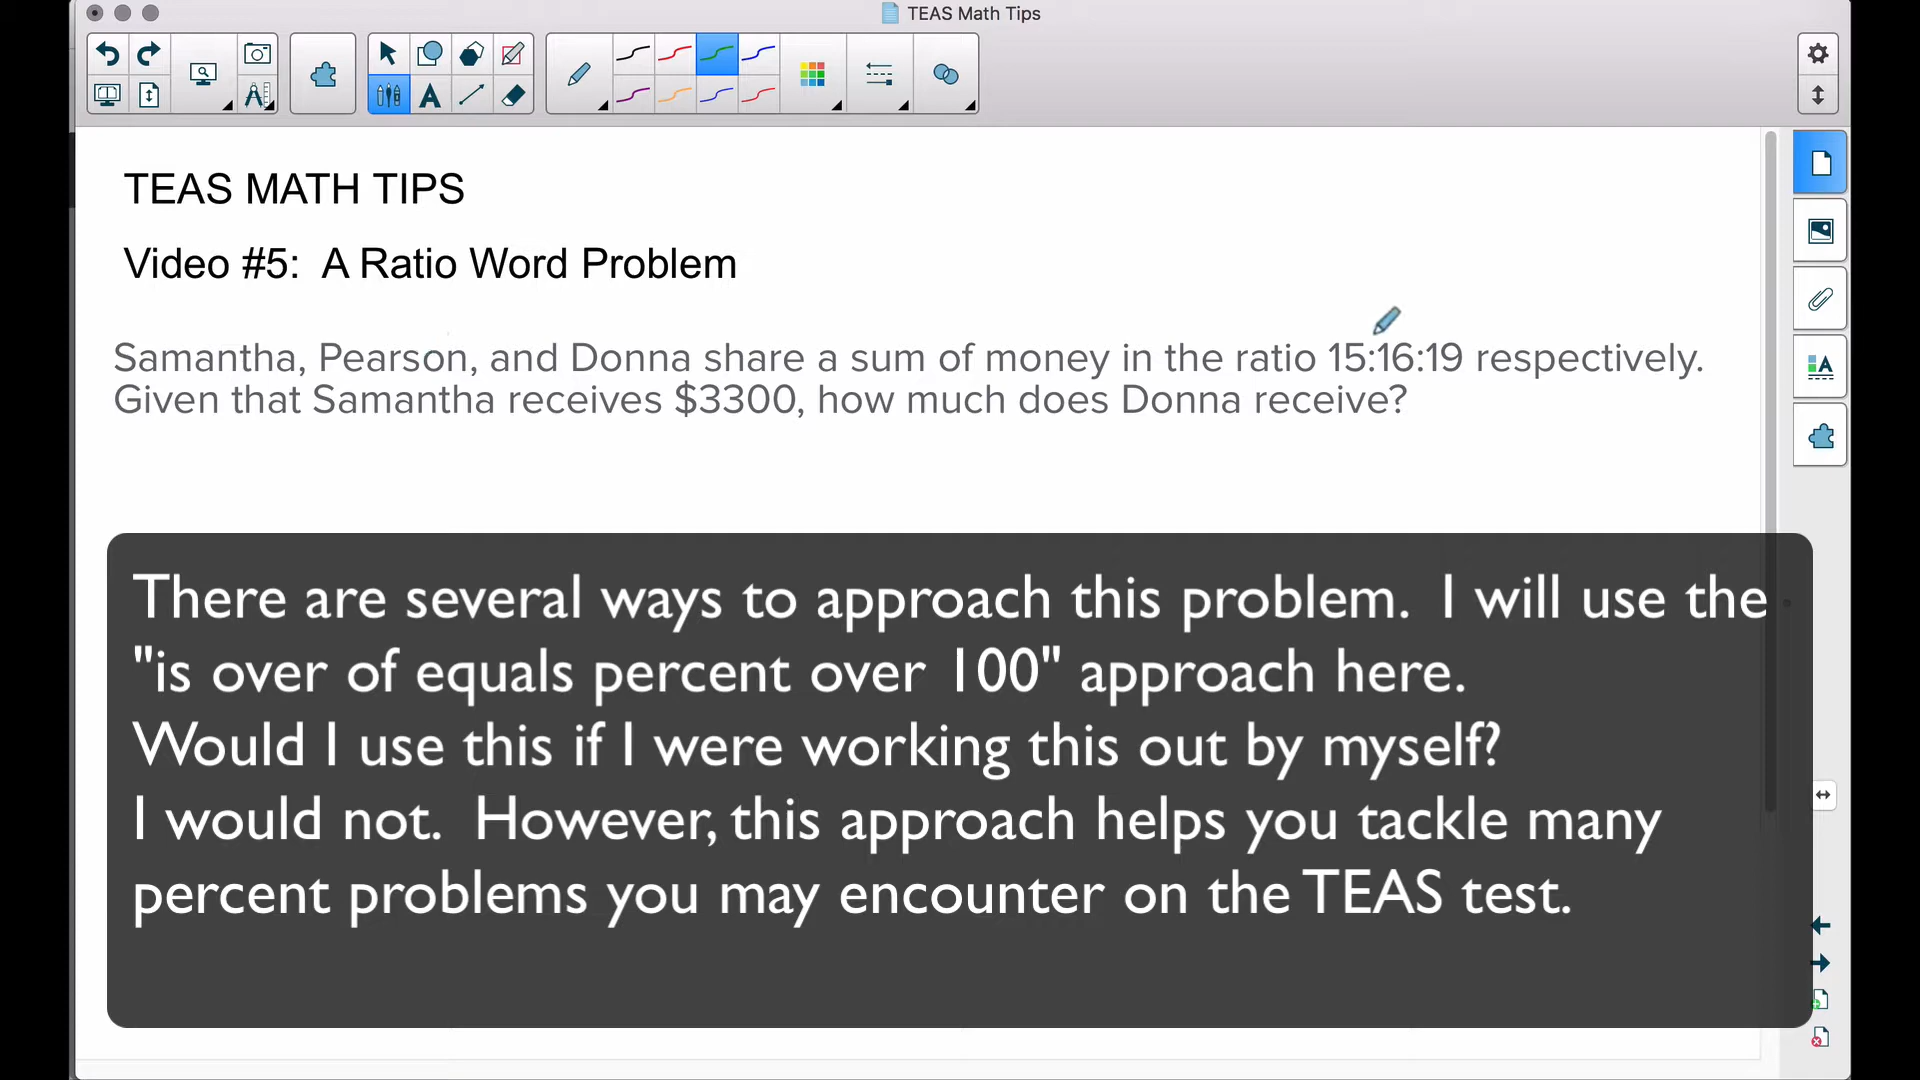 TEAS Math Tips
TEAS MATH TIPS
Video #5:  A Ratio Word Problem
Samantha, Pearson, and Donna share a sum of money in the ratio 15:16:19 respectively.
Given that Samantha receives $3300, how much does Donna receive?
There are several ways to approach this problem.  I will use the
"is over of equals percent over 100" approach here.
Would I use this if I were working this out by myself?
I would not.  However, this approach helps you tackle many
percent problems you may encounter on the TEAS test.